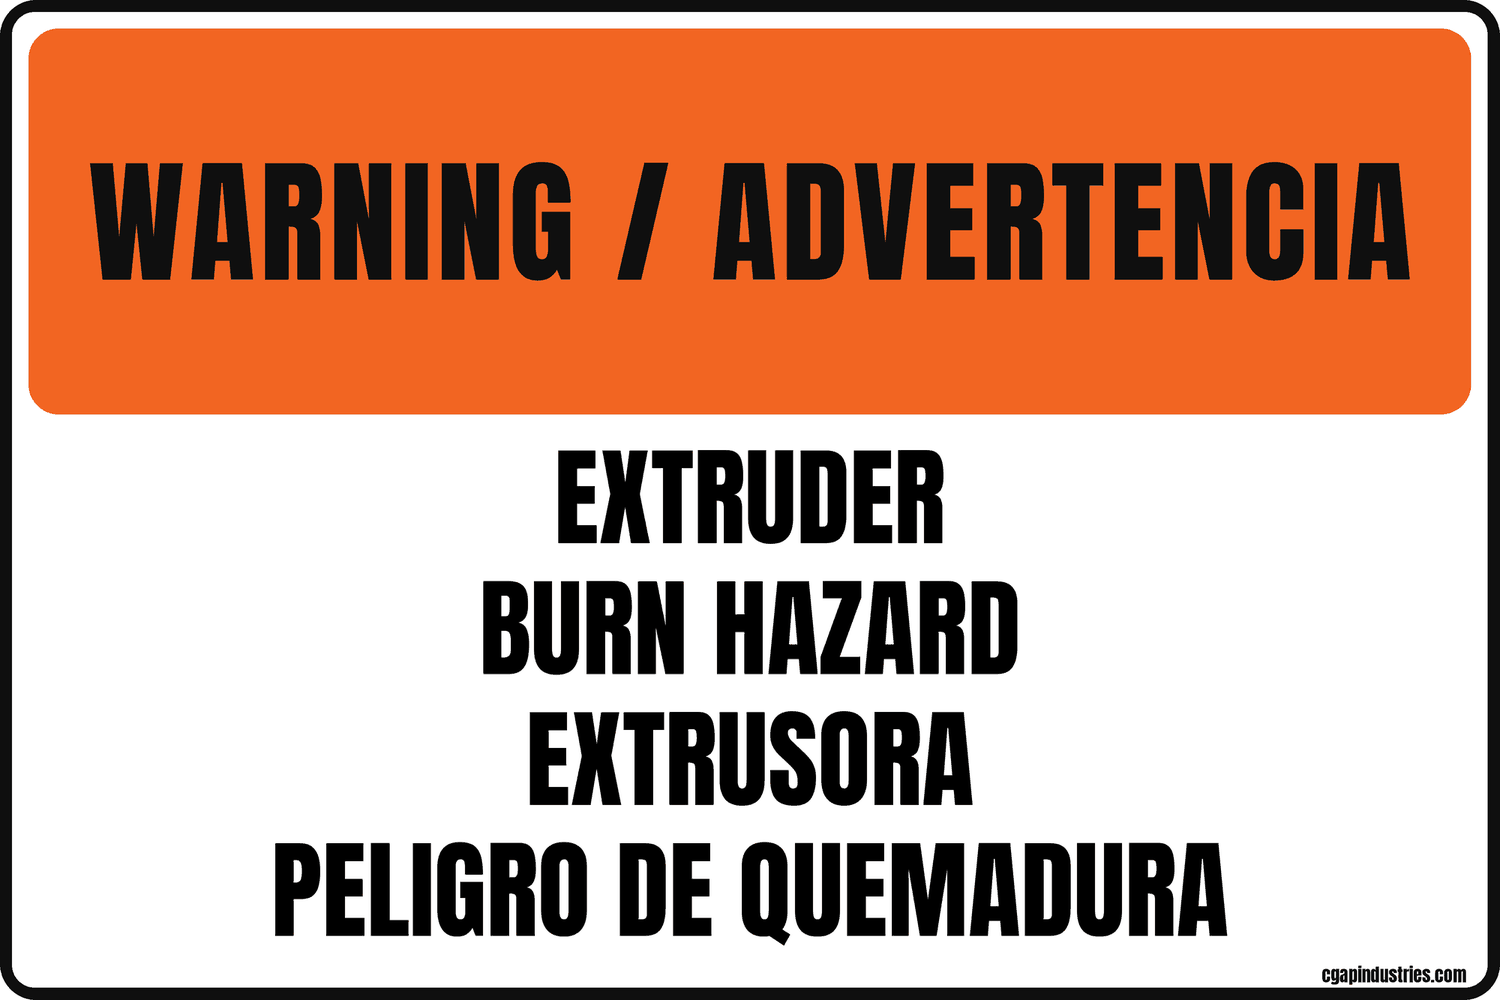 WARNING / ADVERTENCIA
EXTRUDER
BURN HAZARD
EXTRUSORA
PELIGRO DE QUEMADURA
cgapindustries.com